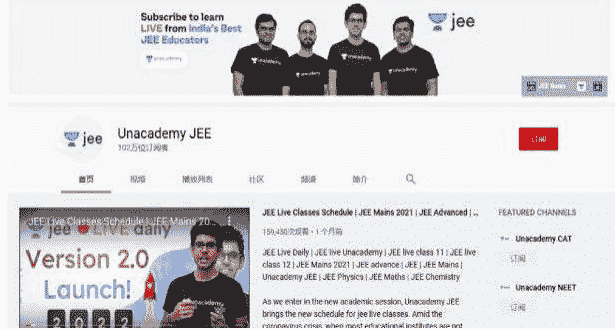 Subscribe to learn
LIVE from India's Best
JEE Educators
unacademy
jee
unacademy
unacademy
JEE Notes
jee
Unacademy JEE
102万位订阅者
订阅
首页 视频 播放列表 社区 频道 简介
JEE Live Classes Schedule | JEE Mains 20...
jee LIVE daily
Version 2.0
Launch!
2022
unacademy
JEE Live Classes Schedule | JEE Mains 2021 | JEE Advanced | ...
次观看 • 1个月前
JEE Live Daily | JEE live Unacademy | JEE live class 11 | JEE live
class 12 | JEE Mains 2021 | JEE advance | JEE | JEE Mains |
Unacademy JEE | JEE Physics | JEE Maths | JEE Chemistry
As we enter in the new academic session, Unacademy JEE
brings the new schedule for jee live classes. Amid the
coronavirus crisis, when most educational institutes are not
FEATURED CHANNELS
Unacademy CAT
订阅
Unacademy NEET
订阅